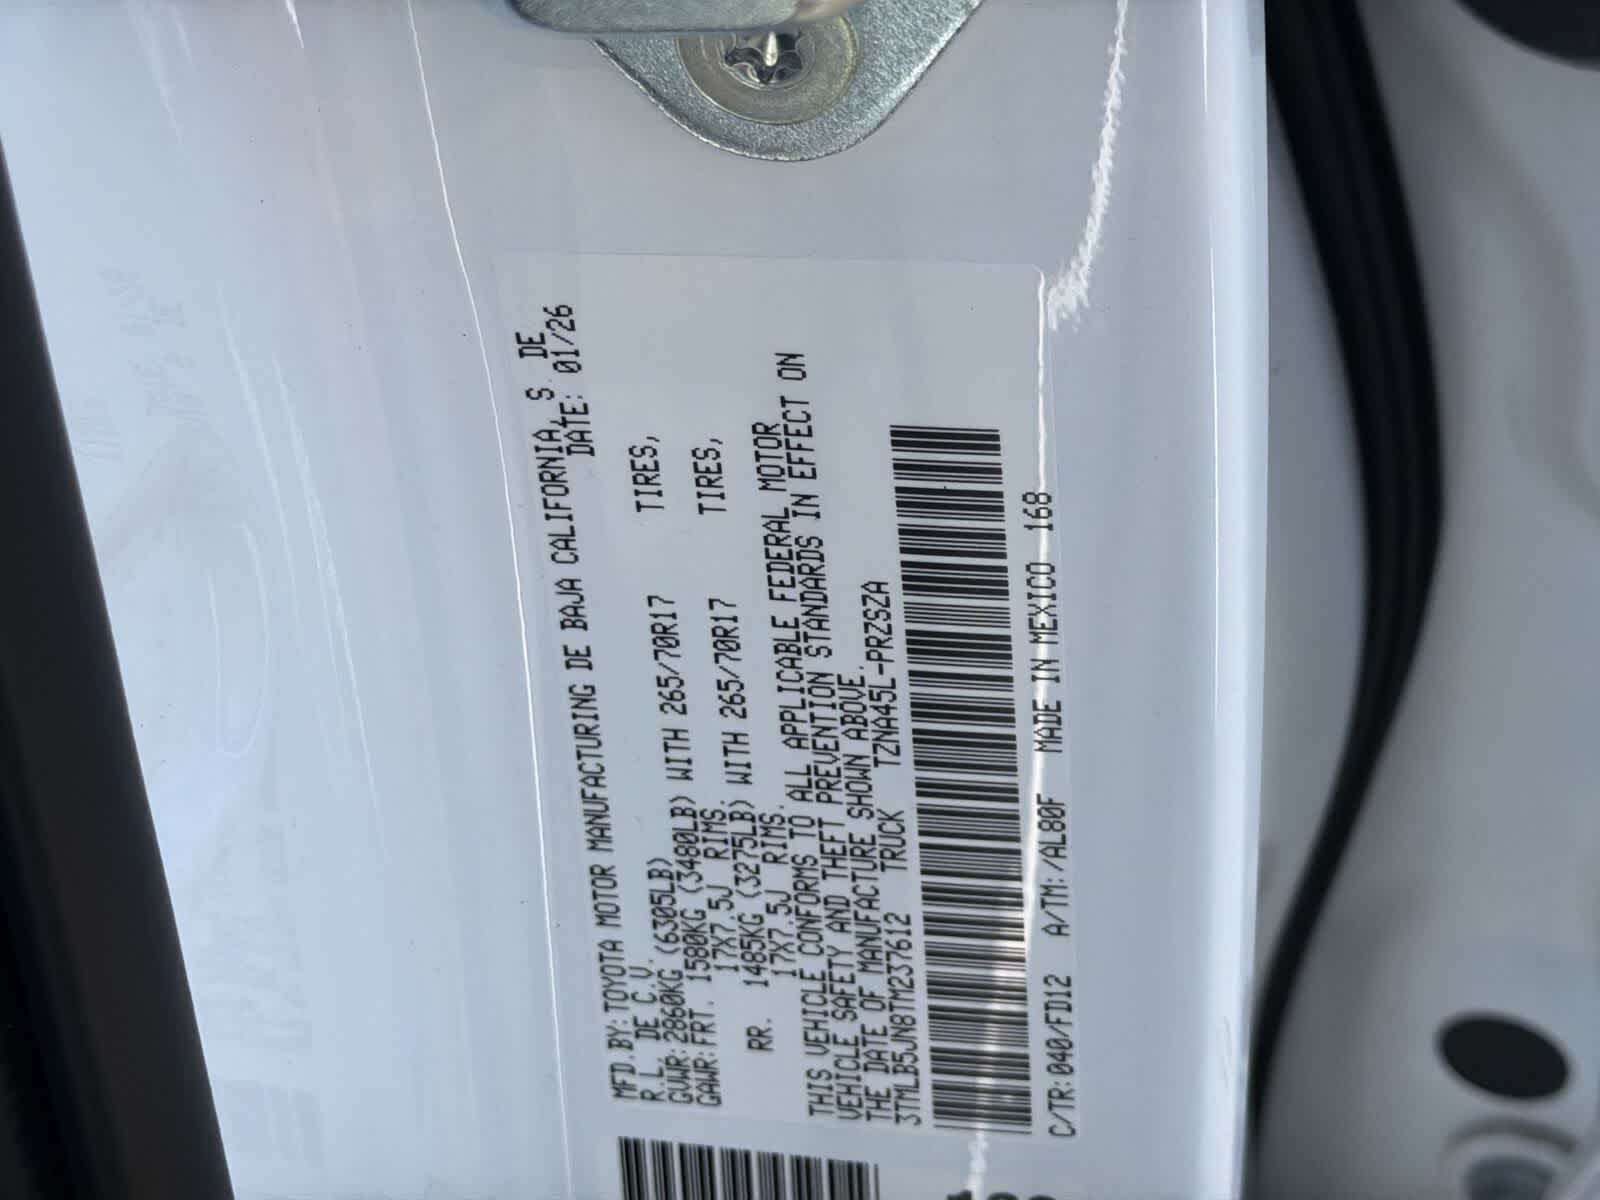 MFD.BY:TOYOTA MOTOR MANUFACTURING DE BAJA CALIFORNIA, S. DE
R.L. DE C.V. DATE: 01/26
GVWR:2860KG (6305LB)
GAWR:FRT. 1580KG (3480LB) WITH 265/70R17 TIRES,
17X7.5J RIMS.
RR. 1485KG (3275LB) WITH 265/70R17 TIRES,
17X7.5J RIMS.
THIS VEHICLE CONFORMS TO ALL APPLICABLE FEDERAL MOTOR
VEHICLE SAFETY AND THEFT PREVENTION STANDARDS IN EFFECT ON
THE DATE OF MANUFACTURE SHOWN ABOVE.
3TMLB5JN8TM237612 TRUCK TZNA45L-PRZSZA
C/TR:040/FD12 A/TM:/AL80F MADE IN MEXICO 168